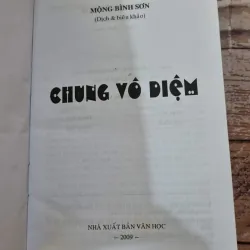 MỘNG BÌNH SƠN
(Dịch & biên khảo)
CHUNG VÔ DIỆM
NHÀ XUẤT BẢN VĂN HỌC
– 2009 –